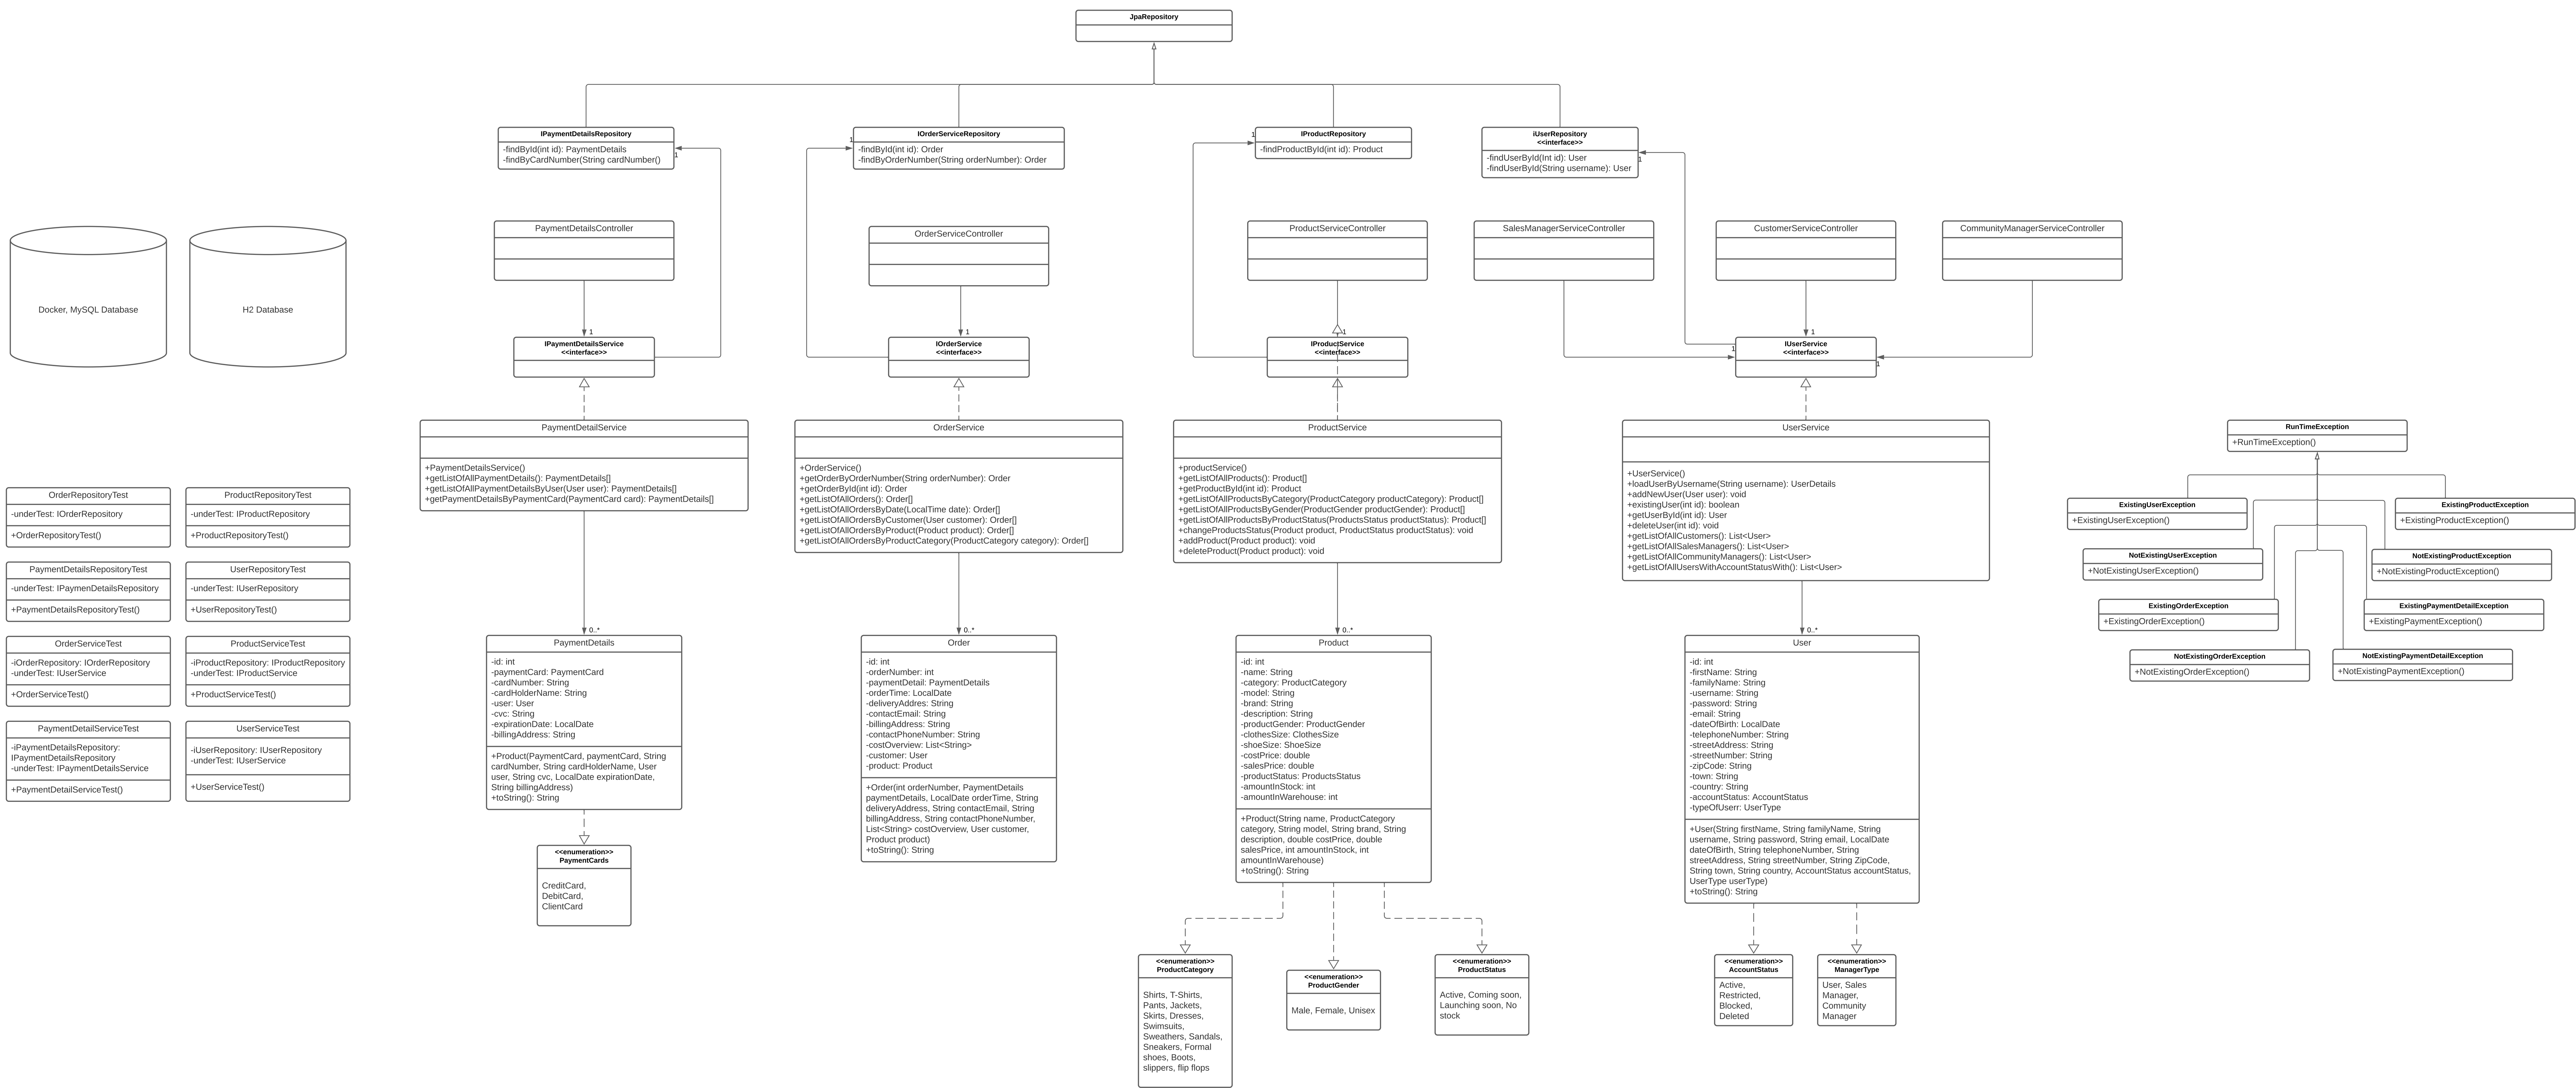 JpaRepository
IPaymentDetailsRepository
-findById(int id): PaymentDetails
-findByCardNumber(String cardNumber()
1
IOrderServiceRepository
-findById(int id): Order
-findByOrderNumber(String orderNumber): Order
1
IProductRepository
-findProductById(int id): Product
1
iUserRepository
<<interface>>
-findUserById(Int id): User
-findUserById(String username): User
1
Docker, MySQL Database
H2 Database
PaymentDetailsController
OrderServiceController
ProductServiceController
SalesManagerServiceController
CustomerServiceController
CommunityManagerServiceController
1
IPaymentDetailsService
<<interface>>
1
IOrderService
<<interface>>
1
IProductService
<<interface>>
1
1
IUserService
<<interface>>
1
PaymentDetailService
+PaymentDetailsService()
+getListOfAllPaymentDetails(): PaymentDetails[]
+getListOfAllPaymentDetailsByUser(User user): PaymentDetails[]
+getPaymentDetailsByPaymentCard(PaymentCard card): PaymentDetails[]
OrderService
+OrderService()
+getOrderByOrderNumber(String orderNumber): Order
+getOrderById(int id): Order
+getListOfAllOrders(): Order[]
+getListOfAllOrdersByDate(LocalTime date): Order[]
+getListOfAllOrdersByCustomer(User customer): Order[]
+getListOfAllOrdersByProduct(Product product): Order[]
+getListOfAllOrdersByProductCategory(ProductCategory category): Order[]
ProductService
+productService()
+getListOfAllProducts(): Product[]
+getProductById(int id): Product
+getListOfAllProductsByCategory(ProductCategory productCategory): Product[]
+getListOfAllProductsByGender(ProductGender productGender): Product[]
+getListOfAllProductsByProductStatus(ProductsStatus productStatus): Product[]
+changeProductsStatus(Product product, ProductStatus productStatus): void
+addProduct(Product product): void
+deleteProduct(Product product): void
UserService
+UserService()
+loadUserByUsername(String username): UserDetails
+addNewUser(User user): void
+existingUser(int id): boolean
+getUserById(int id): User
+deleteUser(int id): void
+getListOfAllCustomers(): List<User>
+getListOfAllSalesManagers(): List<User>
+getListOfAllCommunityManagers(): List<User>
+getListOfAllUsersWithAccountStatusWith(): List<User>
RunTimeException
+RunTimeException()
ExistingUserException
+ExistingUserException()
ExistingProductException
+ExistingProductException()
NotExistingUserException
+NotExistingUserException()
NotExistingProductException
+NotExistingProductException()
ExistingOrderException
+ExistingOrderException()
ExistingPaymentDetailException
+ExistingPaymentException()
NotExistingOrderException
+NotExistingOrderException()
NotExistingPaymentDetailException
+NotExistingPaymentException()
OrderRepositoryTest
-underTest: IOrderRepository
+OrderRepositoryTest()
ProductRepositoryTest
-underTest: IProductRepository
+ProductRepositoryTest()
PaymentDetailsRepositoryTest
-underTest: IPaymenDetailsRepository
+PaymentDetailsRepositoryTest()
UserRepositoryTest
-underTest: IUserRepository
+UserRepositoryTest()
OrderServiceTest
-iOrderRepository: IOrderRepository
-underTest: IUserService
+OrderServiceTest()
ProductServiceTest
-iProductRepository: IProductRepository
-underTest: IProductService
+ProductServiceTest()
PaymentDetailServiceTest
-iPaymentDetailsRepository:
IPaymentDetailsRepository
-underTest: IPaymentDetailsService
+PaymentDetailServiceTest()
UserServiceTest
-iUserRepository: IUserRepository
-underTest: IUserService
+UserServiceTest()
0..*
PaymentDetails
-id: int
-paymentCard: PaymentCard
-cardNumber: String
-cardHolderName: String
-user: User
-cvc: String
-expirationDate: LocalDate
-billingAddress: String
+Product(PaymentCard, paymentCard, String
cardNumber, String cardHolderName, User
user, String cvc, LocalDate expirationDate,
String billingAddress)
+toString(): String
<<enumeration>>
PaymentCards
CreditCard,
DebitCard,
ClientCard
0..*
Order
-id: int
-orderNumber: int
-paymentDetail: PaymentDetails
-orderTime: LocalDate
-deliveryAddres: String
-contactEmail: String
-billingAddress: String
-contactPhoneNumber: String
-costOverview: List<String>
-customer: User
-product: Product
+Order(int orderNumber, PaymentDetails
paymentDetails, LocalDate orderTime, String
deliveryAddress, String contactEmail, String
billingAddress, String contactPhoneNumber,
List<String> costOverview, User customer,
Product product)
+toString(): String
0..*
Product
-id: int
-name: String
-category: ProductCategory
-model: String
-brand: String
-description: String
-productGender: ProductGender
-clothesSize: ClothesSize
-shoeSize: ShoeSize
-costPrice: double
-salesPrice: double
-productStatus: ProductsStatus
-amountInStock: int
-amountInWarehouse: int
+Product(String name, ProductCategory
category, String model, String brand, String
description, double costPrice, double
salesPrice, int amountInStock, int
amountInWarehouse)
+toString(): String
<<enumeration>>
ProductCategory
Shirts, T-Shirts,
Pants, Jackets,
Skirts, Dresses,
Swimsuits,
Sweathers, Sandals,
Sneakers, Formal
shoes, Boots,
slippers, flip flops
<<enumeration>>
ProductGender
Male, Female, Unisex
<<enumeration>>
ProductStatus
Active, Coming soon,
Launching soon, No
stock
0..*
User
-id: int
-firstName: String
-familyName: String
-username: String
-password: String
-email: String
-dateOfBirth: LocalDate
-telephoneNumber: String
-streetAddress: String
-streetNumber: String
-zipCode: String
-town: String
-country: String
-accountStatus: AccountStatus
-typeOfUserr: UserType
+User(String firstName, String familyName, String
username, String password, String email, LocalDate
dateOfBirth, String telephoneNumber, String
streetAddress, String streetNumber, String ZipCode,
String town, String country, AccountStatus accountStatus,
UserType userType)
+toString(): String
<<enumeration>>
AccountStatus
Active,
Restricted,
Blocked,
Deleted
<<enumeration>>
ManagerType
User, Sales
Manager,
Community
Manager